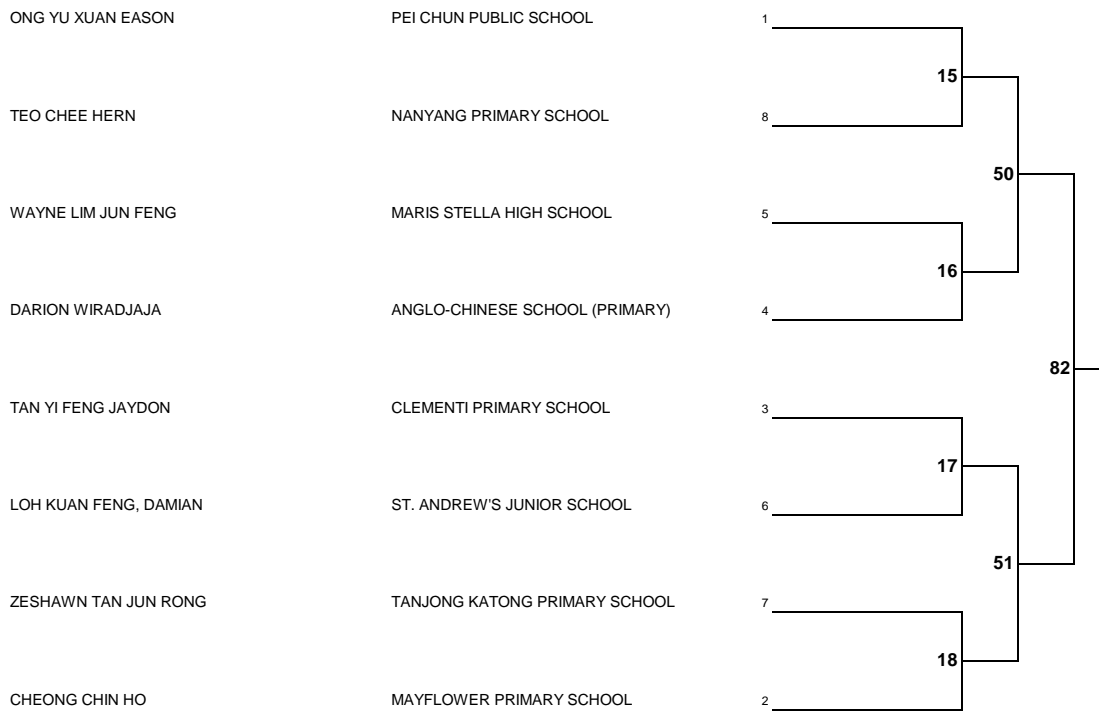 ONG YU XUAN EASON PEI CHUN PUBLIC SCHOOL 1
15
TEO CHEE HERN NANYANG PRIMARY SCHOOL 8
50
WAYNE LIM JUN FENG MARIS STELLA HIGH SCHOOL 5
16
DARION WIRADJAJA ANGLO-CHINESE SCHOOL (PRIMARY) 4
82
TAN YI FENG JAYDON CLEMENTI PRIMARY SCHOOL 3
17
LOH KUAN FENG, DAMIAN ST. ANDREW'S JUNIOR SCHOOL 6
51
ZESHAWN TAN JUN RONG TANJONG KATONG PRIMARY SCHOOL 7
18
CHEONG CHIN HO MAYFLOWER PRIMARY SCHOOL 2